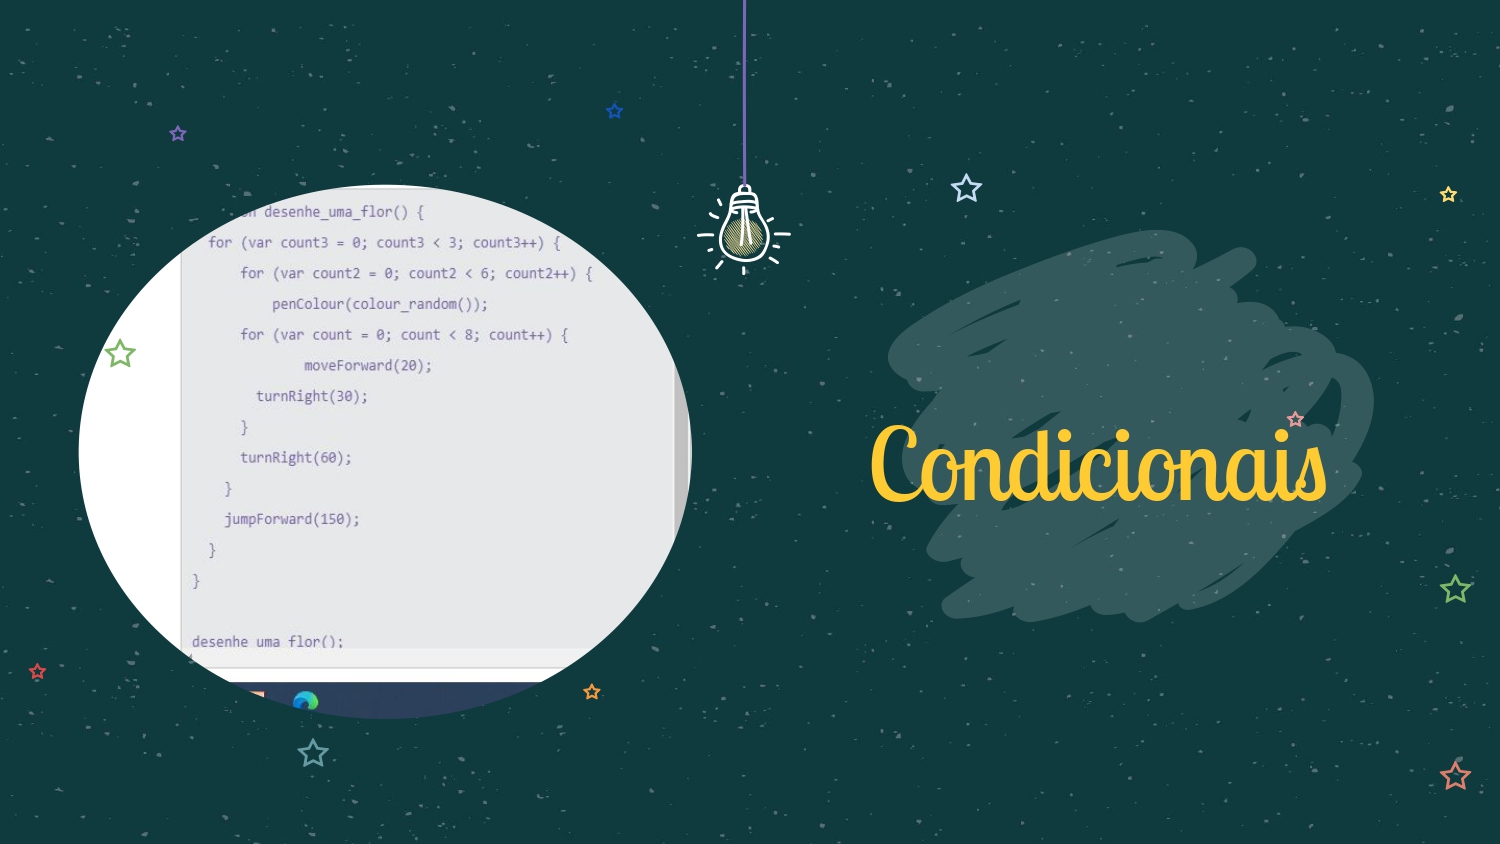 desenhe_uma_flor() {
for (var count3 = 0; count3 < 3; count3++) {
for (var count2 = 0; count2 < 6; count2++) {
penColour(colour_random());
for (var count = 0; count < 8; count++) {
moveForward(20);
turnRight(30);
}
turnRight(60);
}
jumpForward(150);
}
}
desenhe_uma_flor();
Condicionais